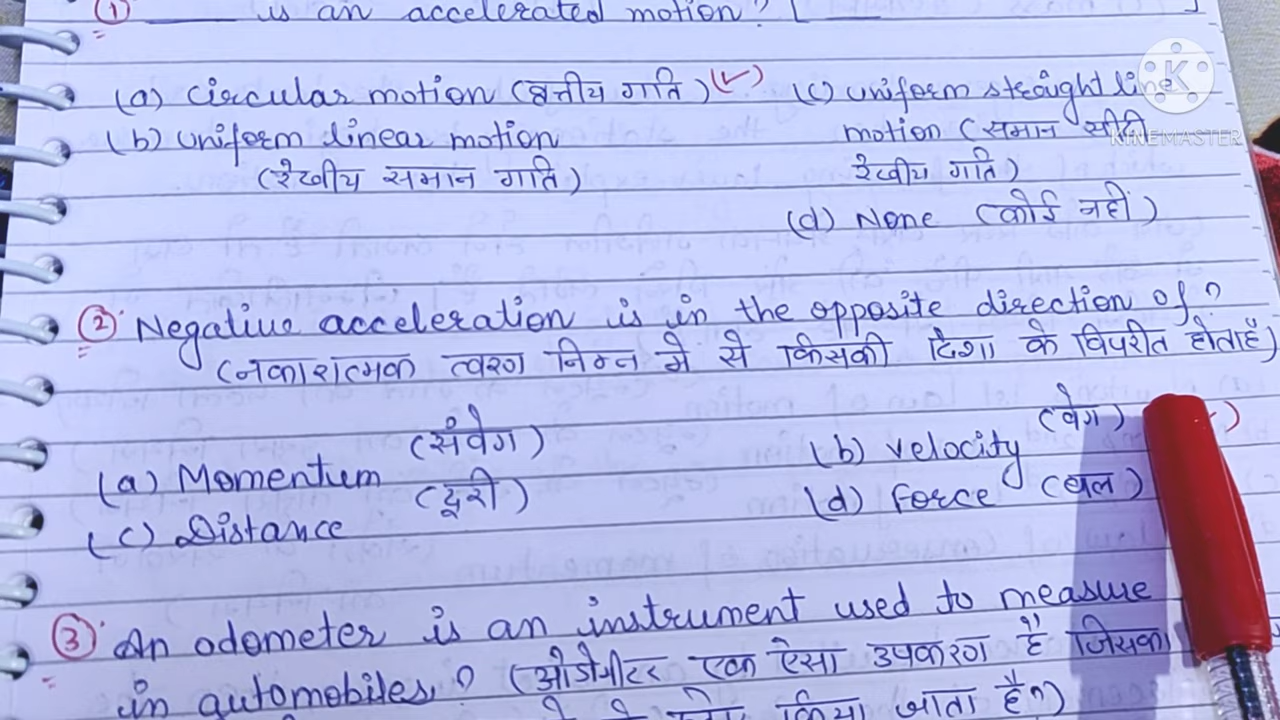 ① ______ is an accelerated motion? [ ____ ]
(a) circular motion (वृत्तीय गति) (✓) (c) uniform straight line
(b) uniform linear motion motion (समान सीधी
(रेखीय समान गति) रेखीय गति)
(d) None (कोई नहीं)
KINEMASTER
② Negative acceleration is in the opposite direction of?
(नकारात्मक त्वरण निम्न मे से किसकी दिशा के विपरीत होता है)
(a) Momentum (संवेग) (b) velocity (वेग)
(c) Distance (दूरी) (d) Force (बल)
③ An odometer is an instrument used to measure
in automobiles? (ओडोमीटर एक ऐसा उपकरण है जिसका
किया जाता है?)